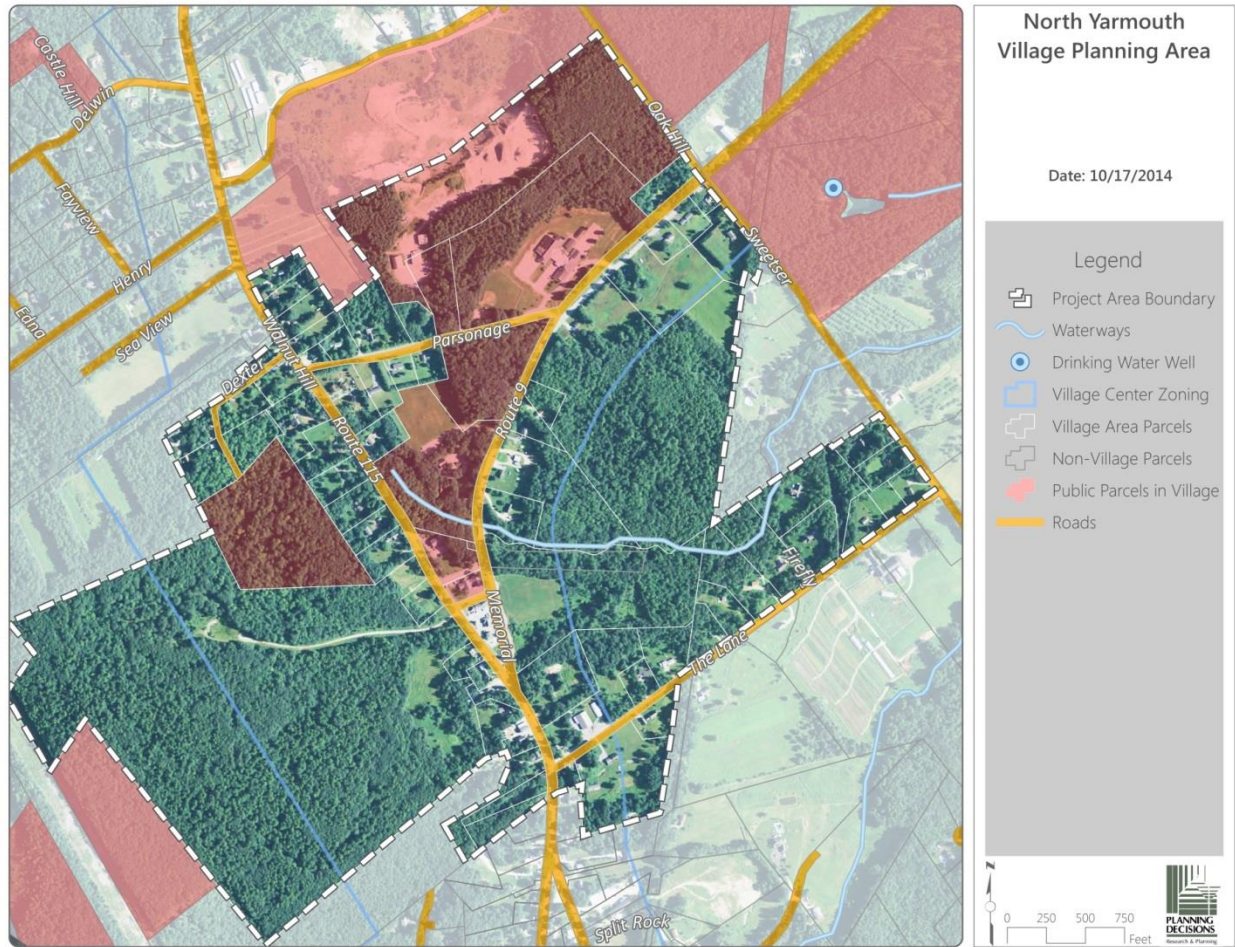 North Yarmouth
Village Planning Area
Date: 10/17/2014
Legend
Project Area Boundary
Waterways
Drinking Water Well
Village Center Zoning
Village Area Parcels
Non-Village Parcels
Public Parcels in Village
Roads
N
0 250 500 750
Feet
PLANNING
DECISIONS
Research & Planning
Castle Hill
Delwin
Fayview
Henry
Edna
Sea View
Oak Hill
Sweetser
Walnut Hill
Parsonage
Dexter
Route 9
Route 115
Firefly
Memorial
The Lane
Split Rock